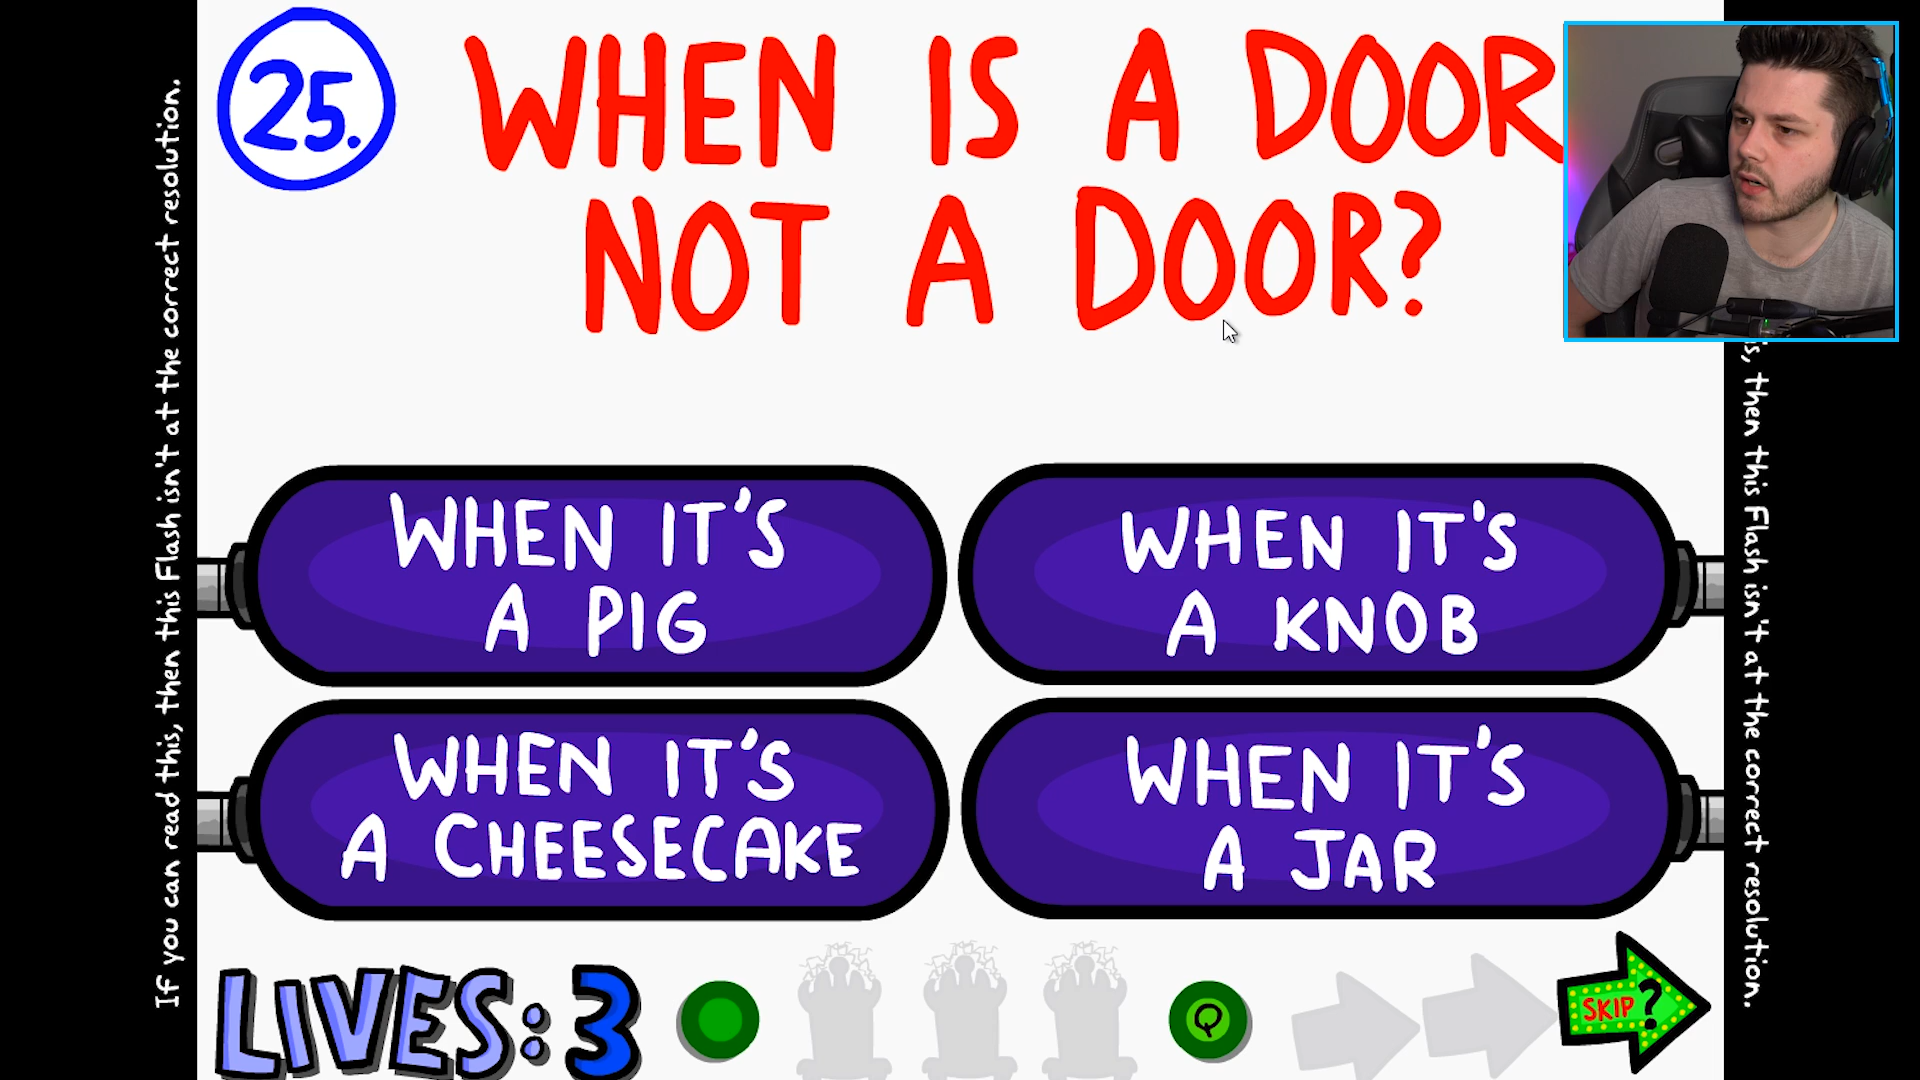 25.
WHEN IS A DOOR
NOT A DOOR?
WHEN IT'S
A PIG
WHEN IT'S
A KNOB
WHEN IT'S
A CHEESECAKE
WHEN IT'S
A JAR
LIVES: 3
Q
SKIP?
If you can read this, then this Flash isn't at the correct resolution.
then this Flash isn't at the correct resolution.